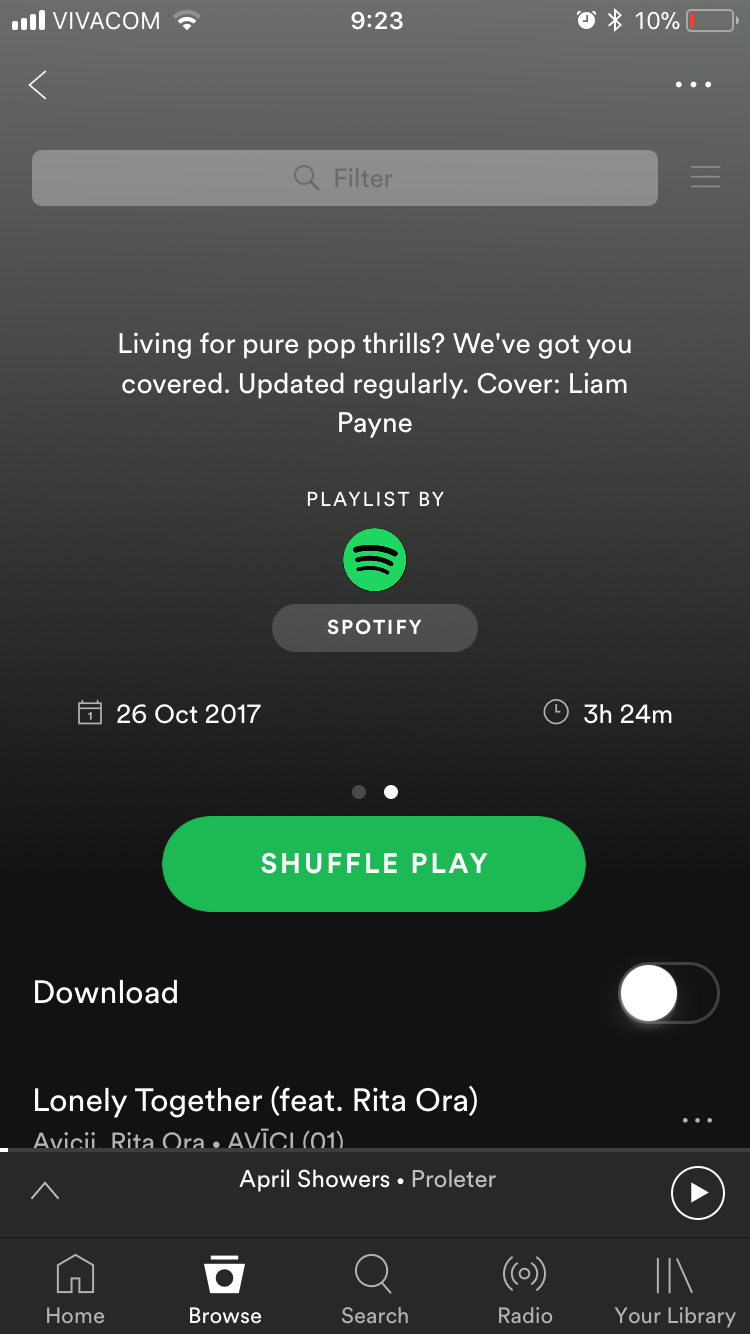 VIVACOM 9:23 10%
Filter
Living for pure pop thrills? We've got you
covered. Updated regularly. Cover: Liam
Payne
PLAYLIST BY
SPOTIFY
1 26 Oct 2017 3h 24m
SHUFFLE PLAY
Download
Lonely Together (feat. Rita Ora)
Avicii, Rita Ora • AVĪCI (01)
April Showers • Proleter
Home Browse Search Radio Your Library